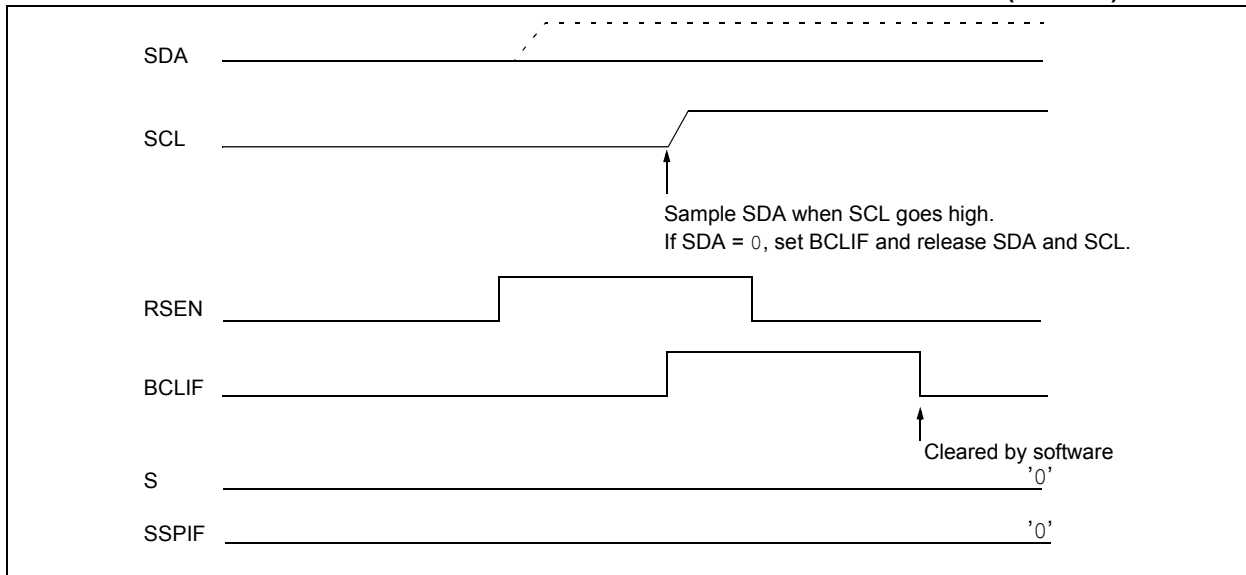 SDA
SCL
Sample SDA when SCL goes high.
If SDA = 0, set BCLIF and release SDA and SCL.
RSEN
BCLIF
Cleared by software
S
'0'
SSPIF
'0'